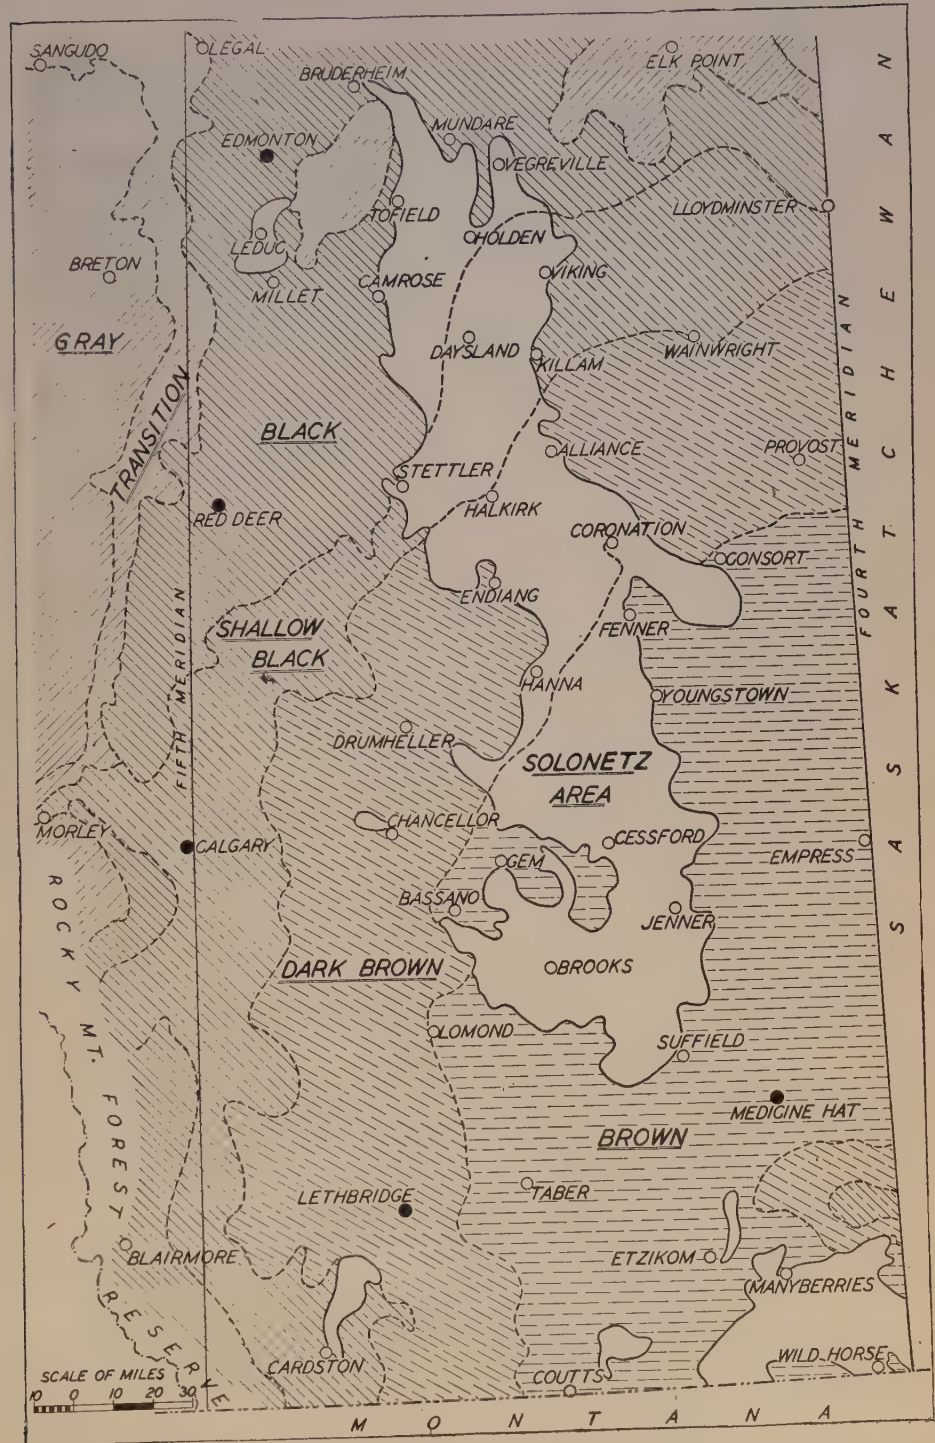 SANGUDO
LEGAL
BRUDERHEIM
ELK POINT
EDMONTON
MUNDARE
VEGREVILLE
TOFIELD
LLOYDMINSTER
LEDUC
HOLDEN
BRETON
MILLET
CAMROSE
VIKING
GRAY
DAYSLAND
KILLAM
WAINWRIGHT
TRANSITION
BLACK
STETTLER
ALLIANCE
PROVOST
RED DEER
HALKIRK
CORONATION
CONSORT
ENDIANG
FENNER
SHALLOW
BLACK
FIFTH MERIDIAN
FOURTH MERIDIAN
SASKATCHEWAN
HANNA
YOUNGSTOWN
DRUMHELLER
SOLONETZ
AREA
MORLEY
CALGARY
CHANCELLOR
CESSFORD
EMPRESS
GEM
BASSANO
JENNER
DARK BROWN
BROOKS
LOMOND
SUFFIELD
ROCKY MT. FOREST RESERVE
MEDICINE HAT
BROWN
LETHBRIDGE
TABER
BLAIRMORE
ETZIKOM
MANYBERRIES
CARDSTON
COUTTS
WILD HORSE
SCALE OF MILES
10 0 10 20 30
MONTANA